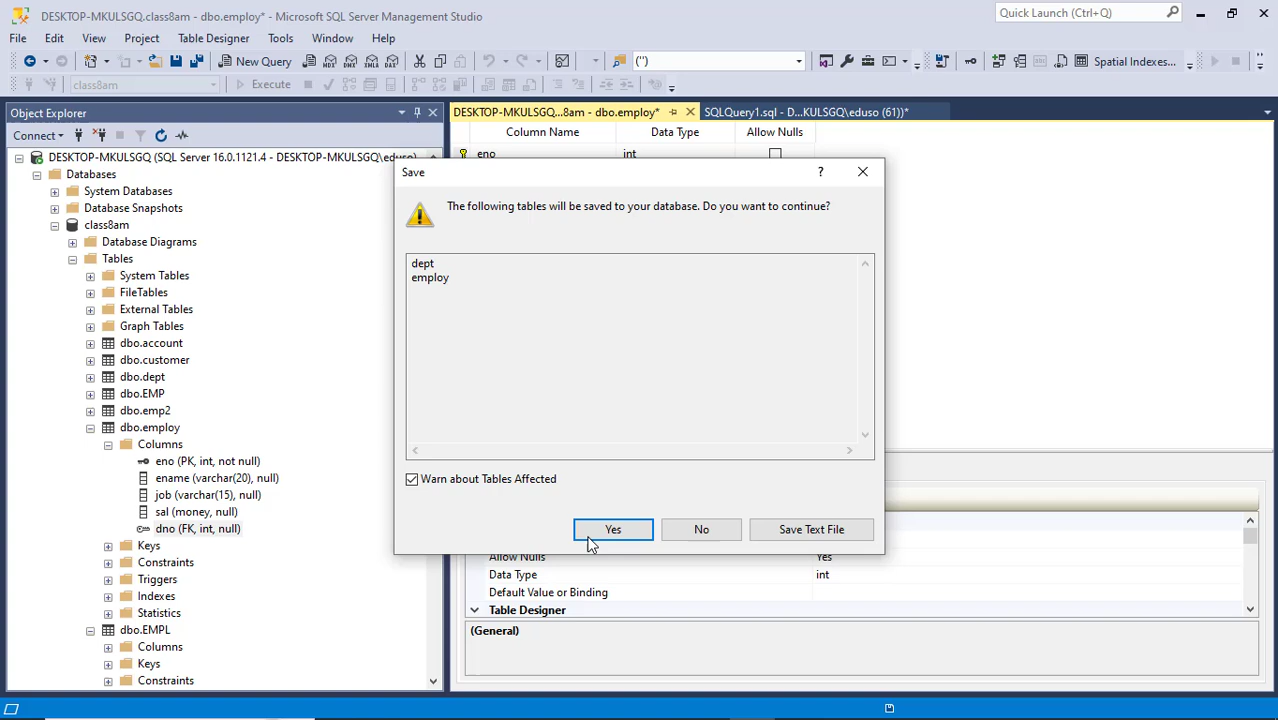 DESKTOP-MKULSGQ.class8am - dbo.employ* - Microsoft SQL Server Management Studio
Quick Launch (Ctrl+Q)
File Edit View Project Table Designer Tools Window Help
New Query MDX DMX XMLA DAX ('') Spatial Indexes...
class8am Execute
Object Explorer
DESKTOP-MKULSGQ...8am - dbo.employ* SQLQuery1.sql - D...KULSGQ\eduso (61))*
Connect
Column Name Data Type Allow Nulls
eno int
DESKTOP-MKULSGQ (SQL Server 16.0.1121.4 - DESKTOP-MKULSGQ\eduso)
Databases
System Databases
Database Snapshots
class8am
Database Diagrams
Tables
System Tables
FileTables
External Tables
Graph Tables
dbo.account
dbo.customer
dbo.dept
dbo.EMP
dbo.emp2
dbo.employ
Columns
eno (PK, int, not null)
ename (varchar(20), null)
job (varchar(15), null)
sal (money, null)
dno (FK, int, null)
Keys
Constraints
Triggers
Indexes
Statistics
dbo.EMPL
Columns
Keys
Constraints
Save
?
The following tables will be saved to your database. Do you want to continue?
dept
employ
Warn about Tables Affected
Yes No Save Text File
Allow Nulls Yes
Data Type int
Default Value or Binding
Table Designer
(General)